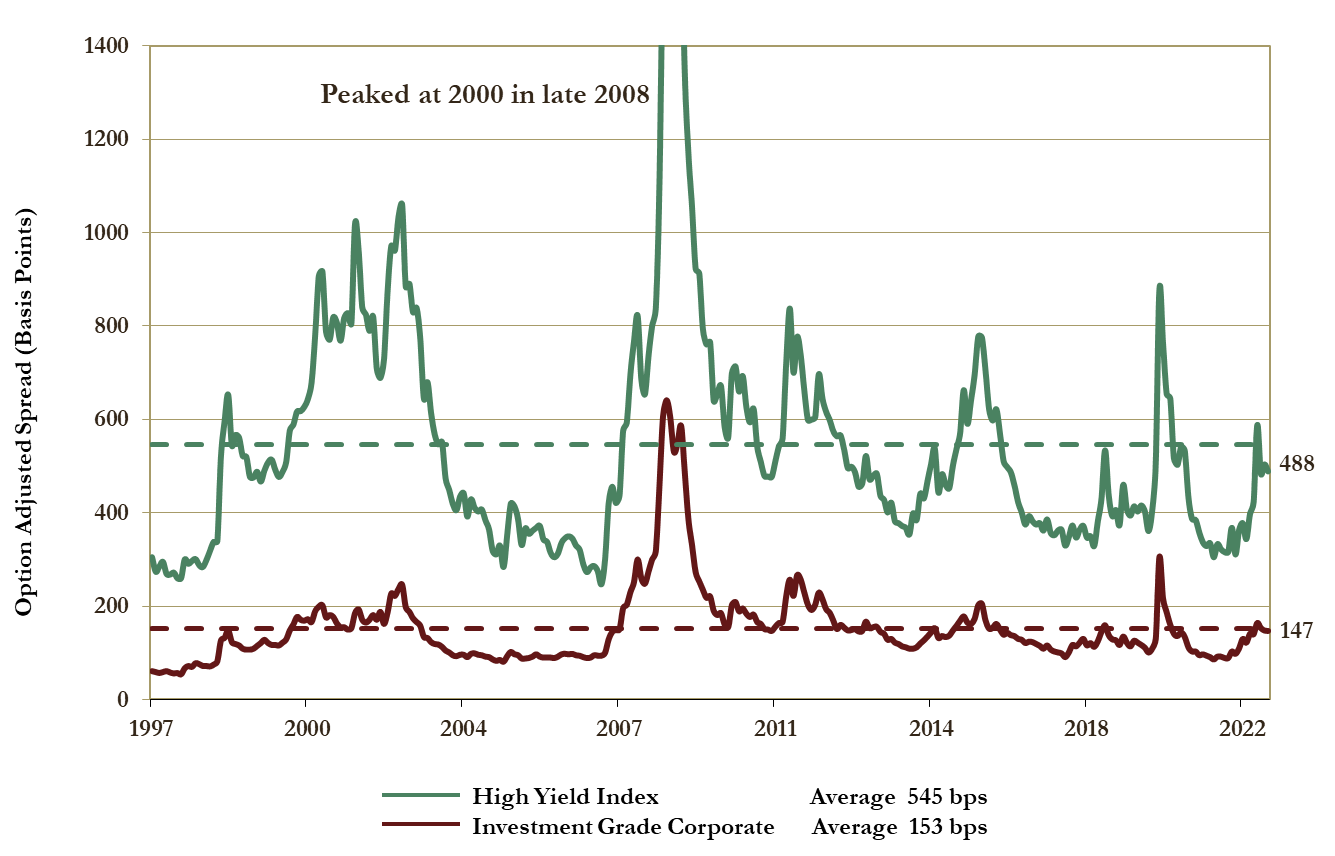 1400
Peaked at 2000 in late 2008
1200
1000
800
600
400
200
0
Option Adjusted Spread (Basis Points)
488
147
1997 2000 2004 2007 2011 2014 2018 2022
High Yield Index Average 545 bps
Investment Grade Corporate Average 153 bps